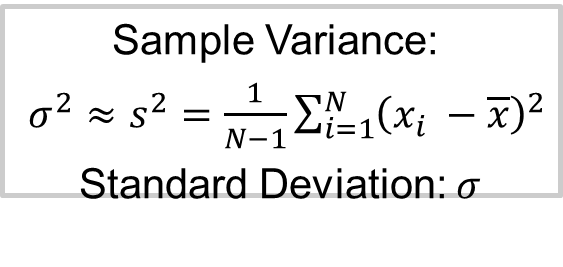 Sample Variance:
σ² ≈ s² = 1/(N−1) ∑ᵢ₌₁ᴺ (xᵢ − x̄)²
Standard Deviation: σ